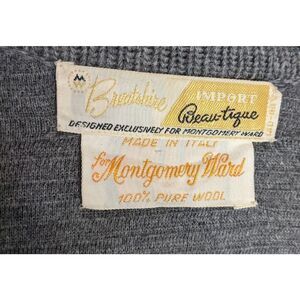 Brentshire
IMPORT
Beau-tique
DESIGNED EXCLUSIVELY FOR MONTGOMERY WARD
MADE IN ITALY
for Montgomery Ward
100% PURE WOOL